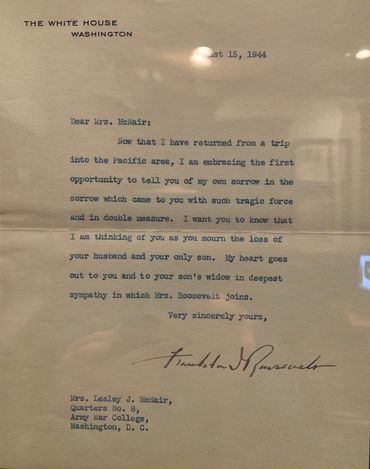 THE WHITE HOUSE
WASHINGTON
15, 1944
Dear Mrs. McNair:
Now that I have returned from a trip
into the Pacific area, I am embracing the first
opportunity to tell you of my own sorrow in the
sorrow which came to you with such tragic force
and in double measure. I want you to know that
I am thinking of you as you mourn the loss of
your husband and your only son. My heart goes
out to you and to your son's widow in deepest
sympathy in which Mrs. Roosevelt joins.
Very sincerely yours,
Franklin D Roosevelt
Mrs. Lesley J. McNair,
Quarters No. 8,
Army War College,
Washington, D. C.